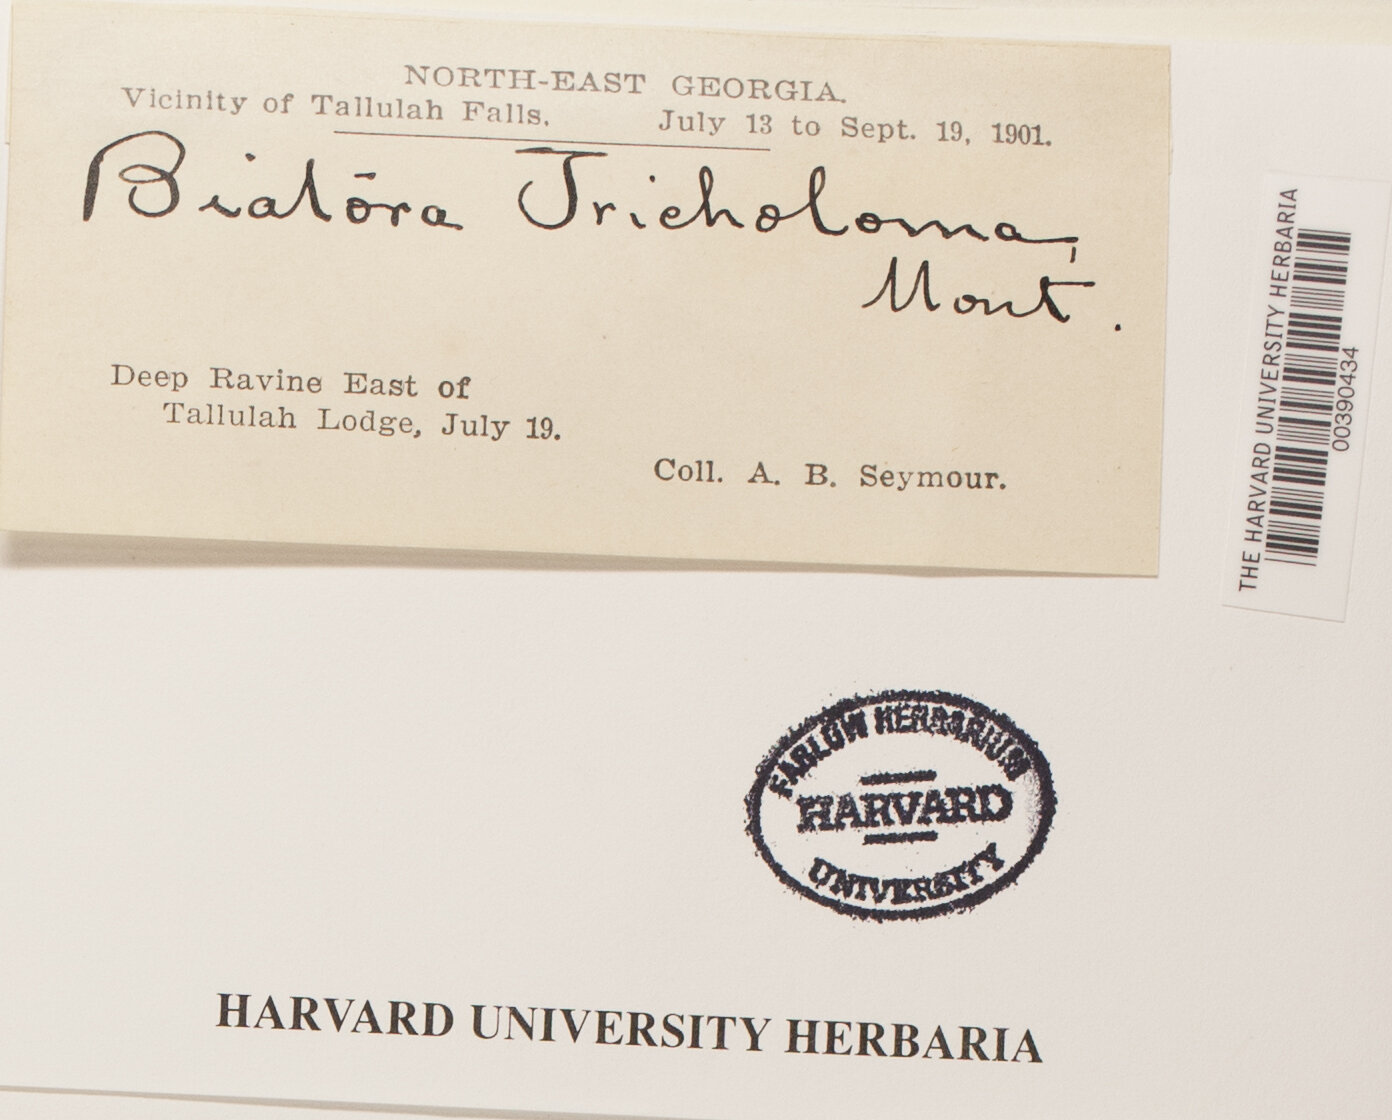 NORTH-EAST GEORGIA.
Vicinity of Tallulah Falls. July 13 to Sept. 19, 1901.
Biatōra Tricholoma,
Mont.
Deep Ravine East of
Tallulah Lodge, July 19.
Coll. A. B. Seymour.
THE HARVARD UNIVERSITY HERBARIA
00390434
FARLOW HERBARIUM
HARVARD
UNIVERSITY
HARVARD UNIVERSITY HERBARIA